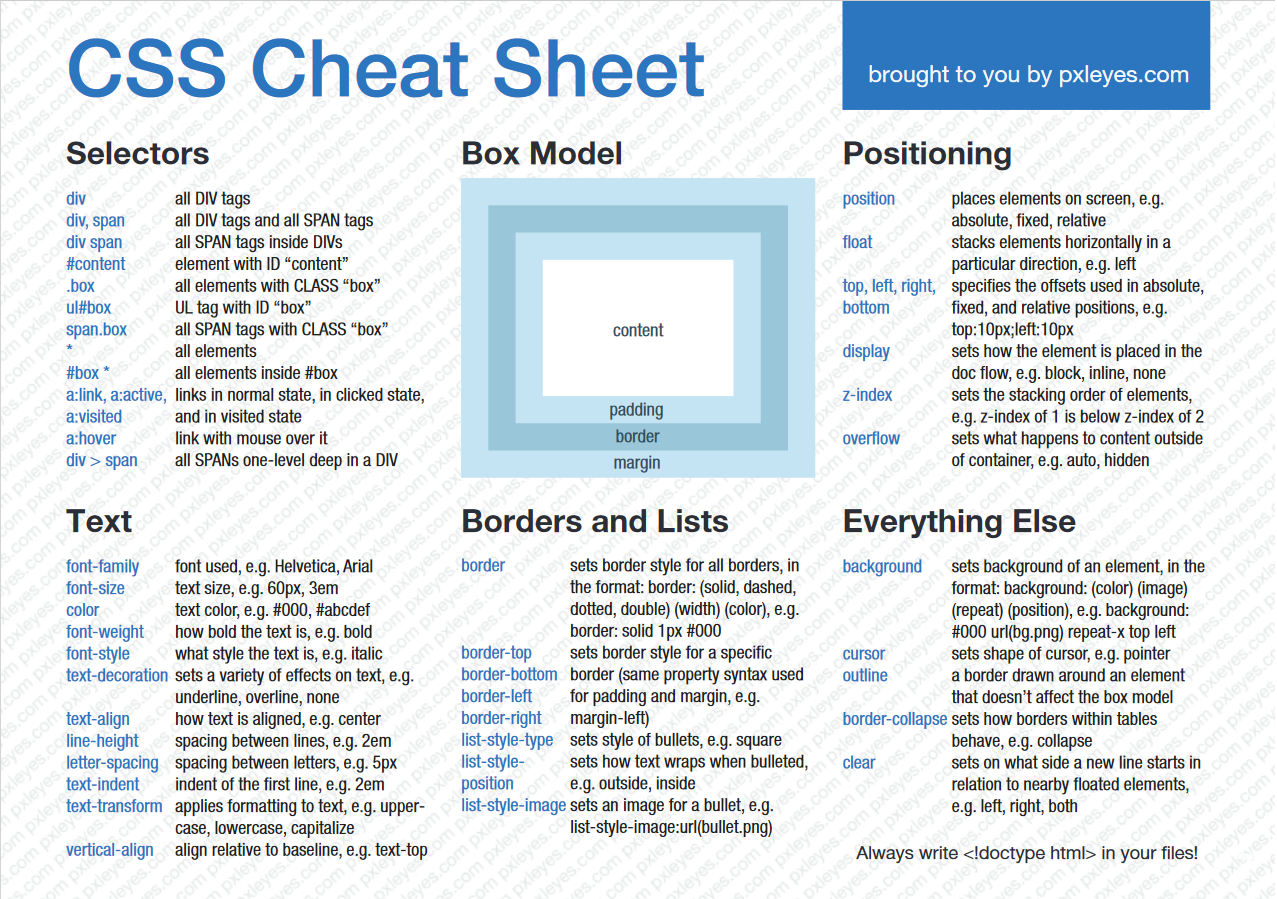 CSS Cheat Sheet
brought to you by pxleyes.com
Selectors
div all DIV tags
div, span all DIV tags and all SPAN tags
div span all SPAN tags inside DIVs
#content element with ID “content”
.box all elements with CLASS “box”
ul#box UL tag with ID “box”
span.box all SPAN tags with CLASS “box”
* all elements
#box * all elements inside #box
a:link, a:active, links in normal state, in clicked state,
a:visited and in visited state
a:hover link with mouse over it
div > span all SPANs one-level deep in a DIV
Box Model
content
padding
border
margin
Positioning
position places elements on screen, e.g.
absolute, fixed, relative
float stacks elements horizontally in a
particular direction, e.g. left
top, left, right, specifies the offsets used in absolute,
bottom fixed, and relative positions, e.g.
top:10px;left:10px
display sets how the element is placed in the
doc flow, e.g. block, inline, none
z-index sets the stacking order of elements,
e.g. z-index of 1 is below z-index of 2
overflow sets what happens to content outside
of container, e.g. auto, hidden
Text
font-family font used, e.g. Helvetica, Arial
font-size text size, e.g. 60px, 3em
color text color, e.g. #000, #abcdef
font-weight how bold the text is, e.g. bold
font-style what style the text is, e.g. italic
text-decoration sets a variety of effects on text, e.g.
underline, overline, none
text-align how text is aligned, e.g. center
line-height spacing between lines, e.g. 2em
letter-spacing spacing between letters, e.g. 5px
text-indent indent of the first line, e.g. 2em
text-transform applies formatting to text, e.g. upper-
case, lowercase, capitalize
vertical-align align relative to baseline, e.g. text-top
Borders and Lists
border sets border style for all borders, in
the format: border: (solid, dashed,
dotted, double) (width) (color), e.g.
border: solid 1px #000
border-top sets border style for a specific
border-bottom border (same property syntax used
border-left for padding and margin, e.g.
border-right margin-left)
list-style-type sets style of bullets, e.g. square
list-style- sets how text wraps when bulleted,
position e.g. outside, inside
list-style-image sets an image for a bullet, e.g.
list-style-image:url(bullet.png)
Everything Else
background sets background of an element, in the
format: background: (color) (image)
(repeat) (position), e.g. background:
#000 url(bg.png) repeat-x top left
cursor sets shape of cursor, e.g. pointer
outline a border drawn around an element
that doesn’t affect the box model
border-collapse sets how borders within tables
behave, e.g. collapse
clear sets on what side a new line starts in
relation to nearby floated elements,
e.g. left, right, both
Always write <!doctype html> in your files!